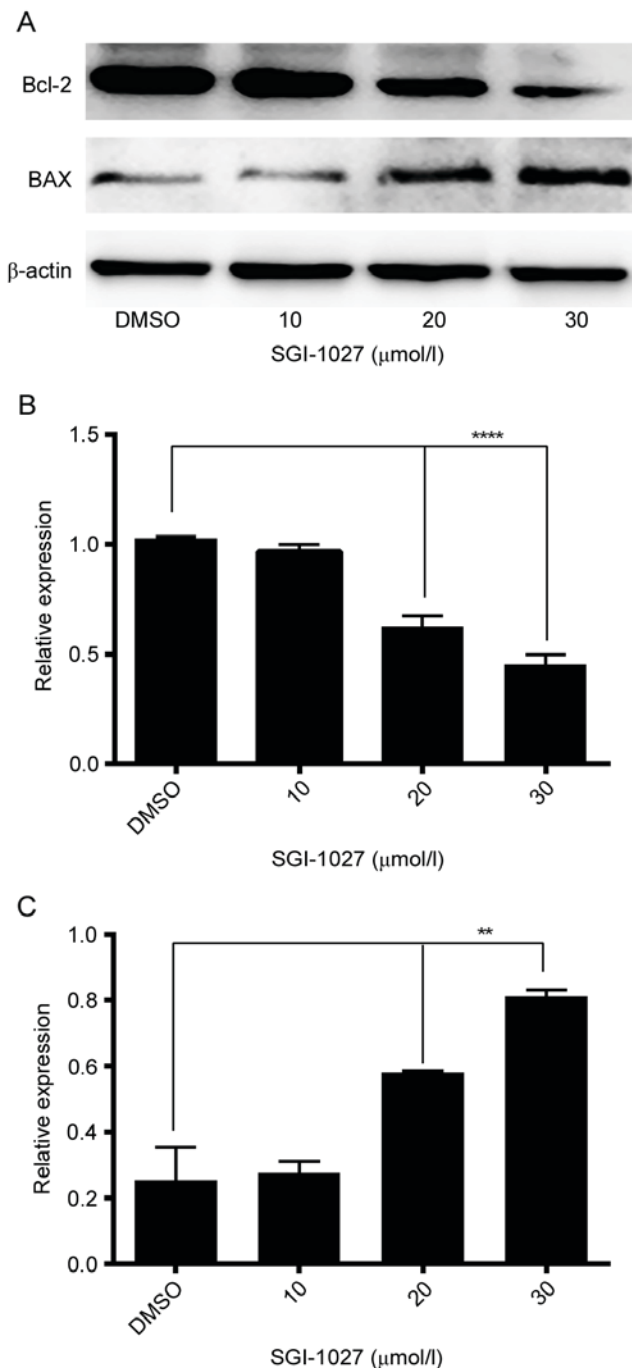 A
Bcl-2
BAX
β-actin
DMSO 10 20 30
SGI-1027 (μmol/l)
B
1.5
1.0
0.5
0.0
Relative expression
****
DMSO 10 20 30
SGI-1027 (μmol/l)
C
1.0
0.8
0.6
0.4
0.2
0.0
Relative expression
**
DMSO 10 20 30
SGI-1027 (μmol/l)